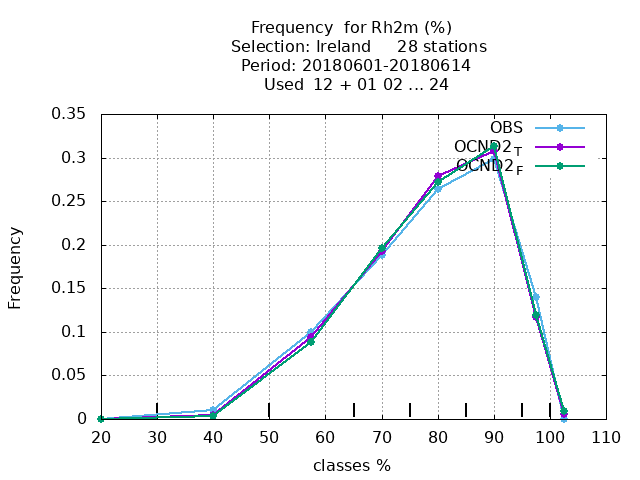 Frequency  for Rh2m (%)
Selection: Ireland     28 stations
Period: 20180601-20180614
Used  12 + 01 02 ... 24
0.35
0.3
0.25
0.2
0.15
0.1
0.05
0
Frequency
OBS
OCND2T
OCND2F
20 30 40 50 60 70 80 90 100 110
classes %